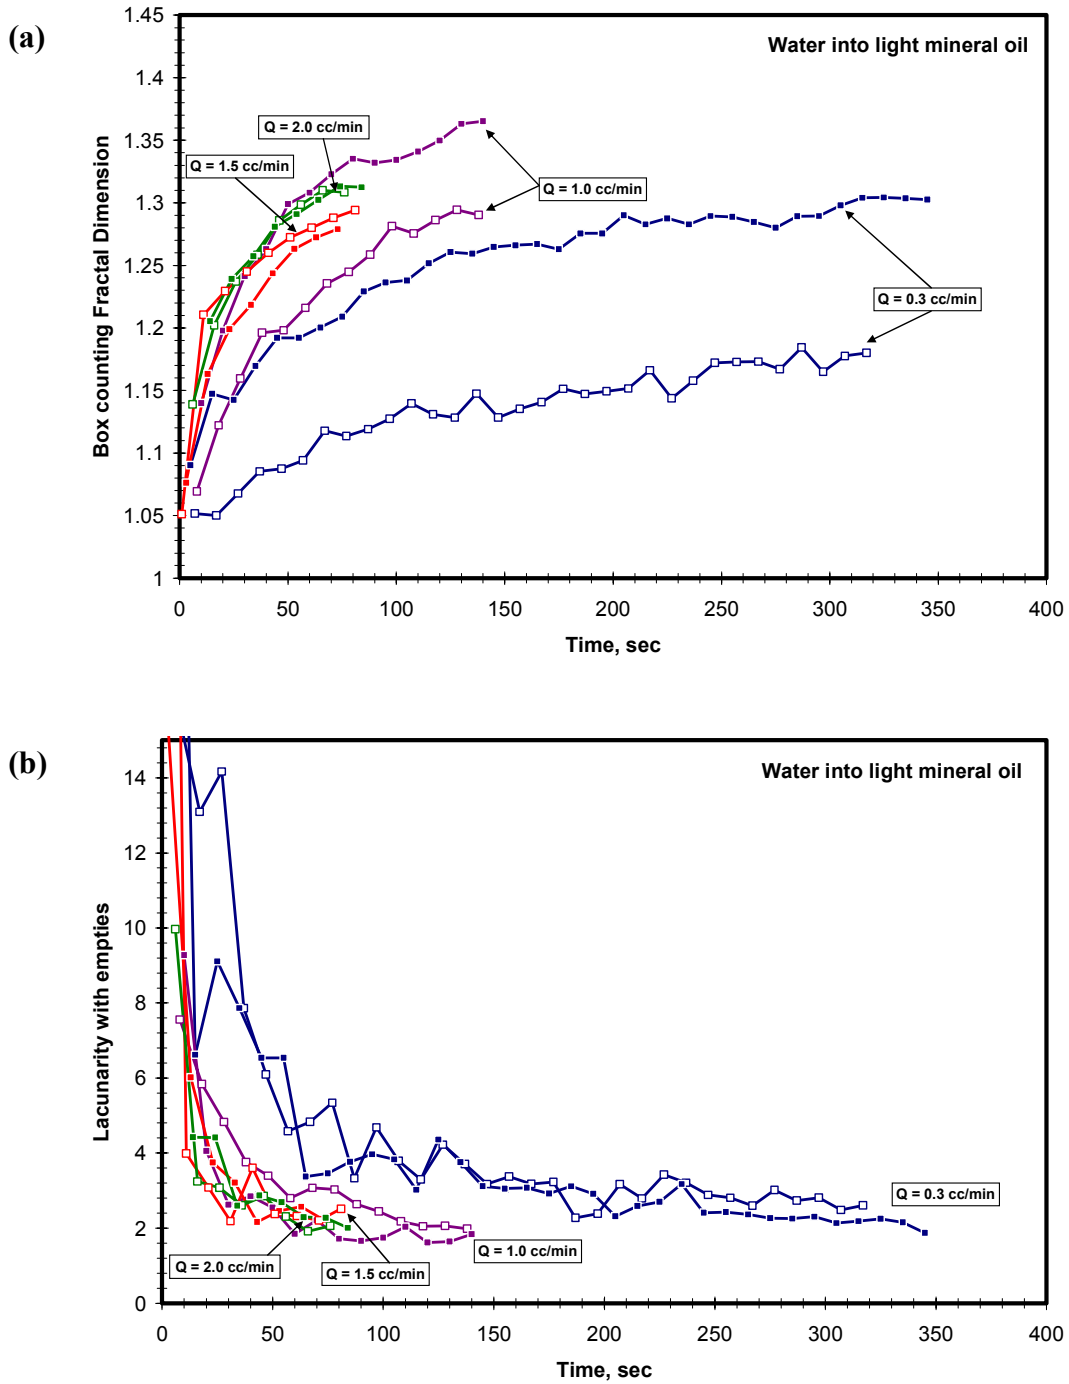 (a)
1.45
1.4
1.35
1.3
1.25
1.2
1.15
1.1
1.05
1
Box counting Fractal Dimension
Water into light mineral oil
Q = 2.0 cc/min
Q = 1.5 cc/min
Q = 1.0 cc/min
Q = 0.3 cc/min
0 50 100 150 200 250 300 350 400
Time, sec
(b)
14
12
10
8
6
4
2
0
Lacunarity with empties
Water into light mineral oil
Q = 0.3 cc/min
Q = 1.0 cc/min
Q = 2.0 cc/min
Q = 1.5 cc/min
0 50 100 150 200 250 300 350 400
Time, sec